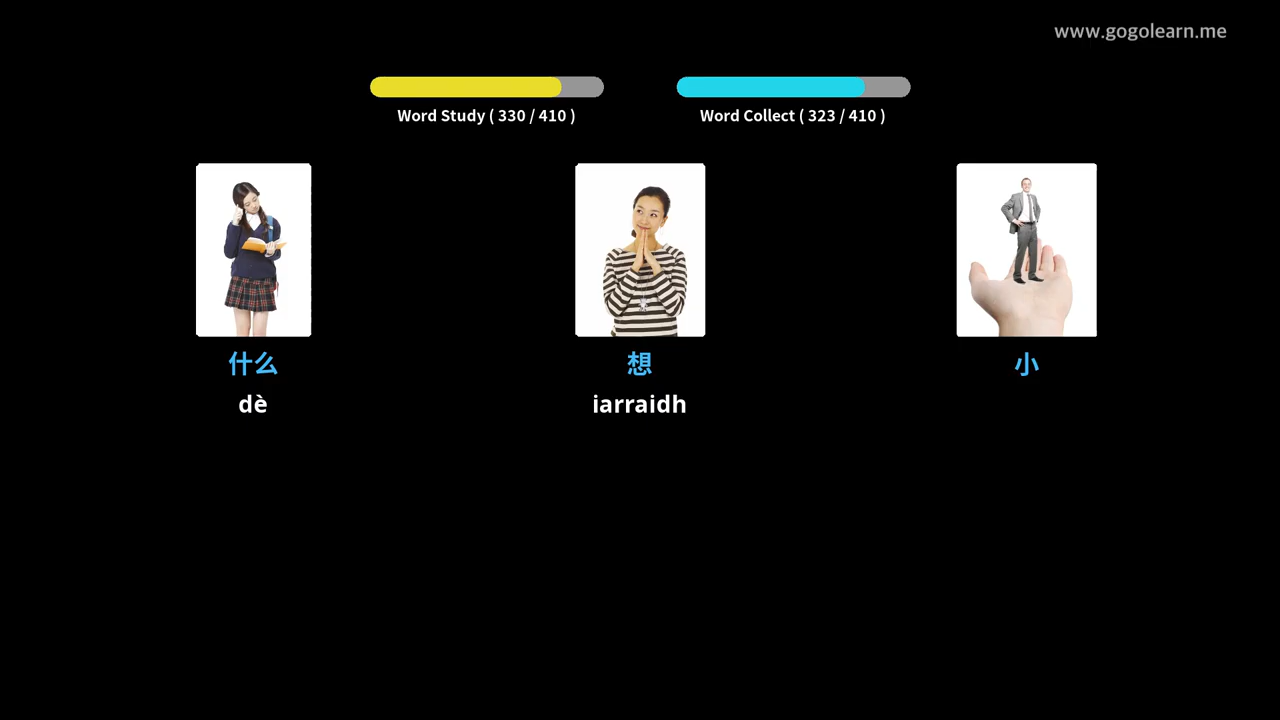 www.gogolearn.me
Word Study ( 330 / 410 )
Word Collect ( 323 / 410 )
什么
想
小
dè
iarraidh